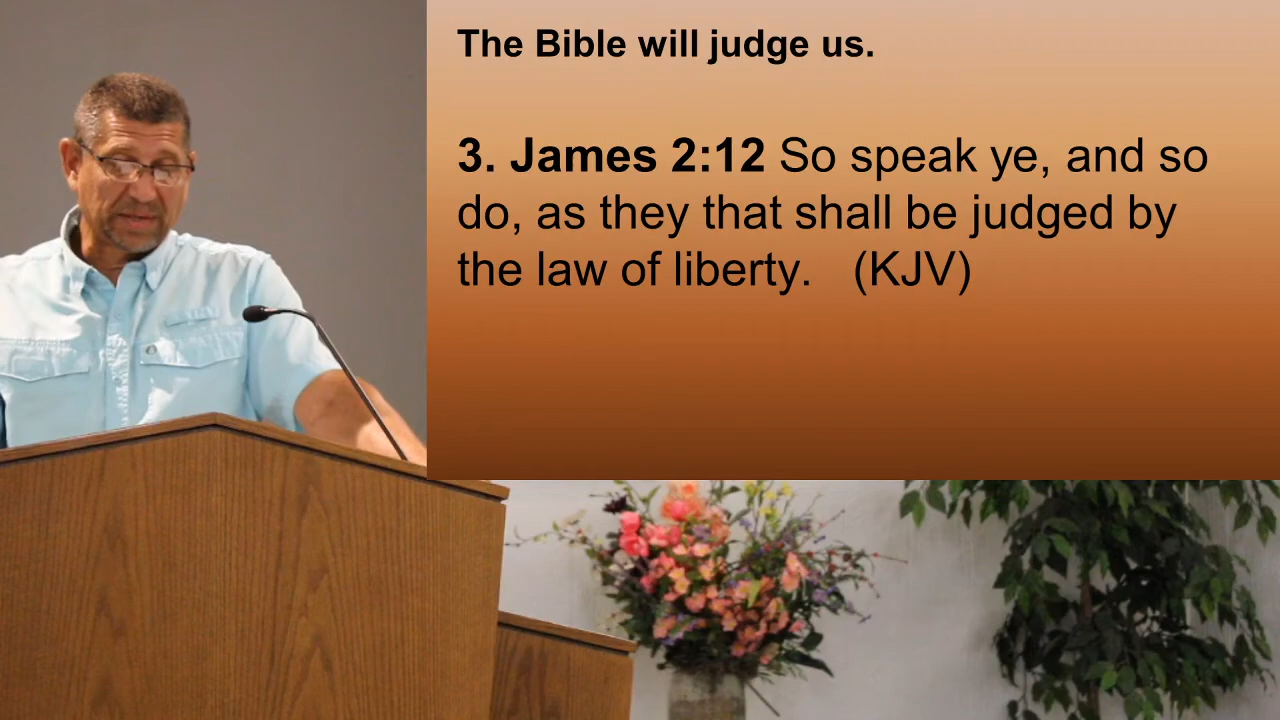 The Bible will judge us.
3. James 2:12 So speak ye, and so
do, as they that shall be judged by
the law of liberty. (KJV)